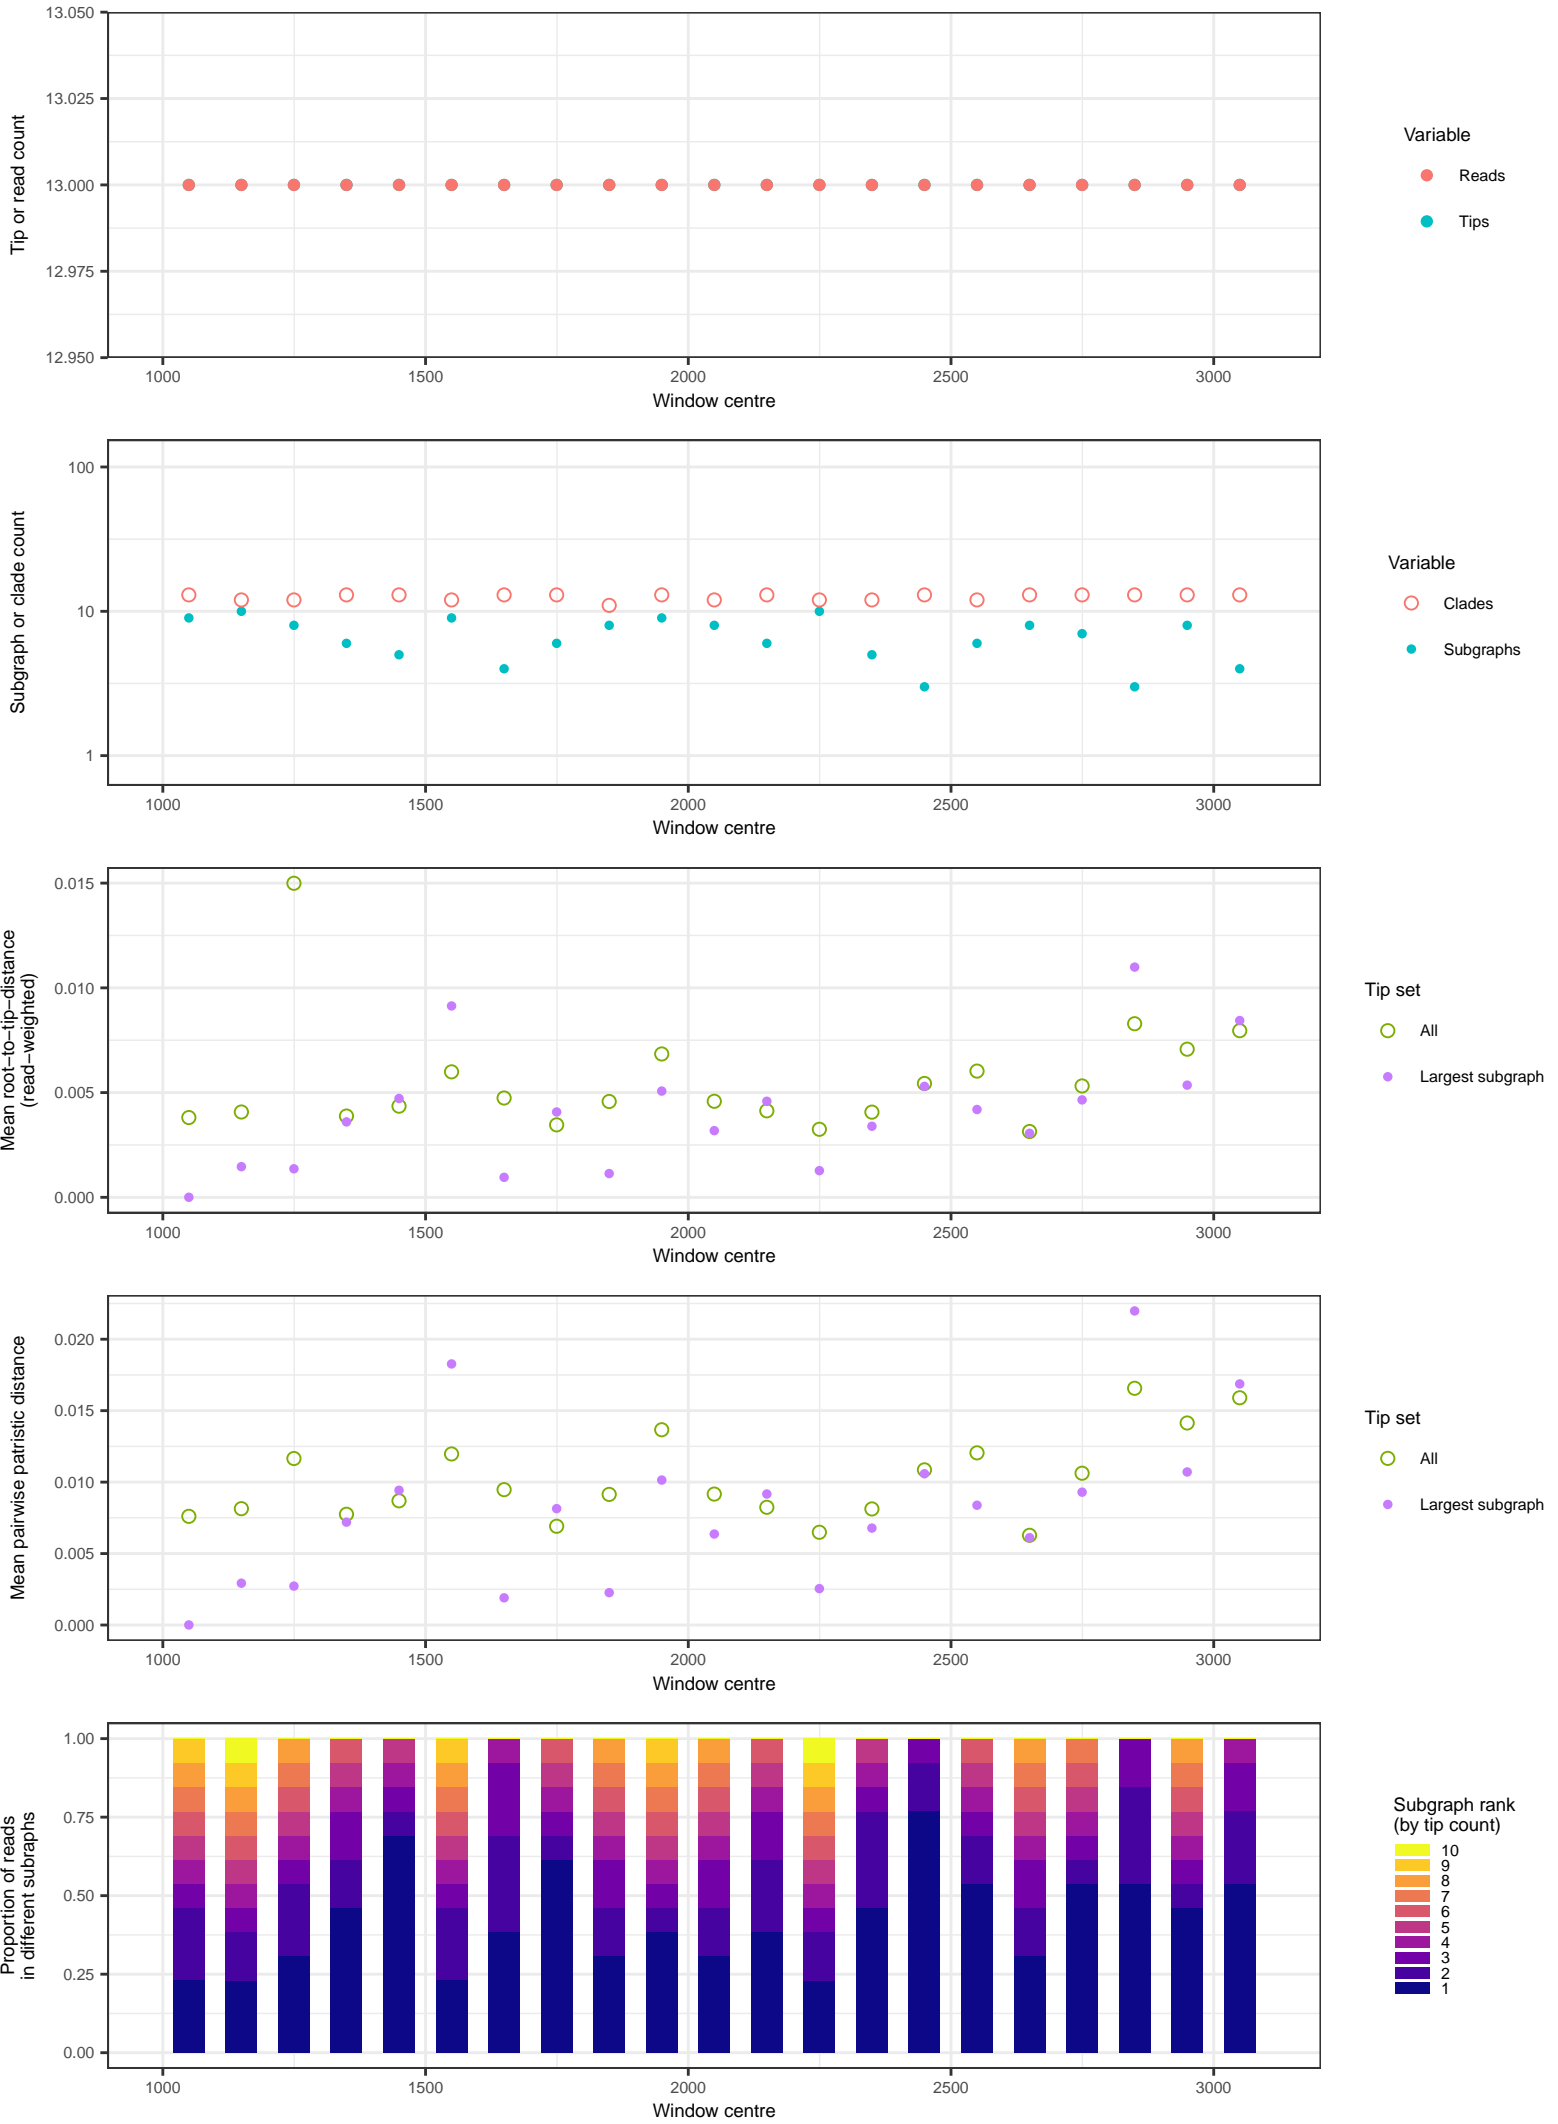 13.050
13.025
13.000
12.975
12.950
Tip or read count
1000 1500 2000 2500 3000
Window centre
Variable
Reads
Tips
100
10
1
Subgraph or clade count
1000 1500 2000 2500 3000
Window centre
Variable
Clades
Subgraphs
0.015
0.010
0.005
0.000
Mean root−to−tip−distance
(read−weighted)
1000 1500 2000 2500 3000
Window centre
Tip set
All
Largest subgraph
0.020
0.015
0.010
0.005
0.000
Mean pairwise patristic distance
1000 1500 2000 2500 3000
Window centre
Tip set
All
Largest subgraph
1.00
0.75
0.50
0.25
0.00
Proportion of reads
in different subraphs
1000 1500 2000 2500 3000
Window centre
Subgraph rank
(by tip count)
10
9
8
7
6
5
4
3
2
1